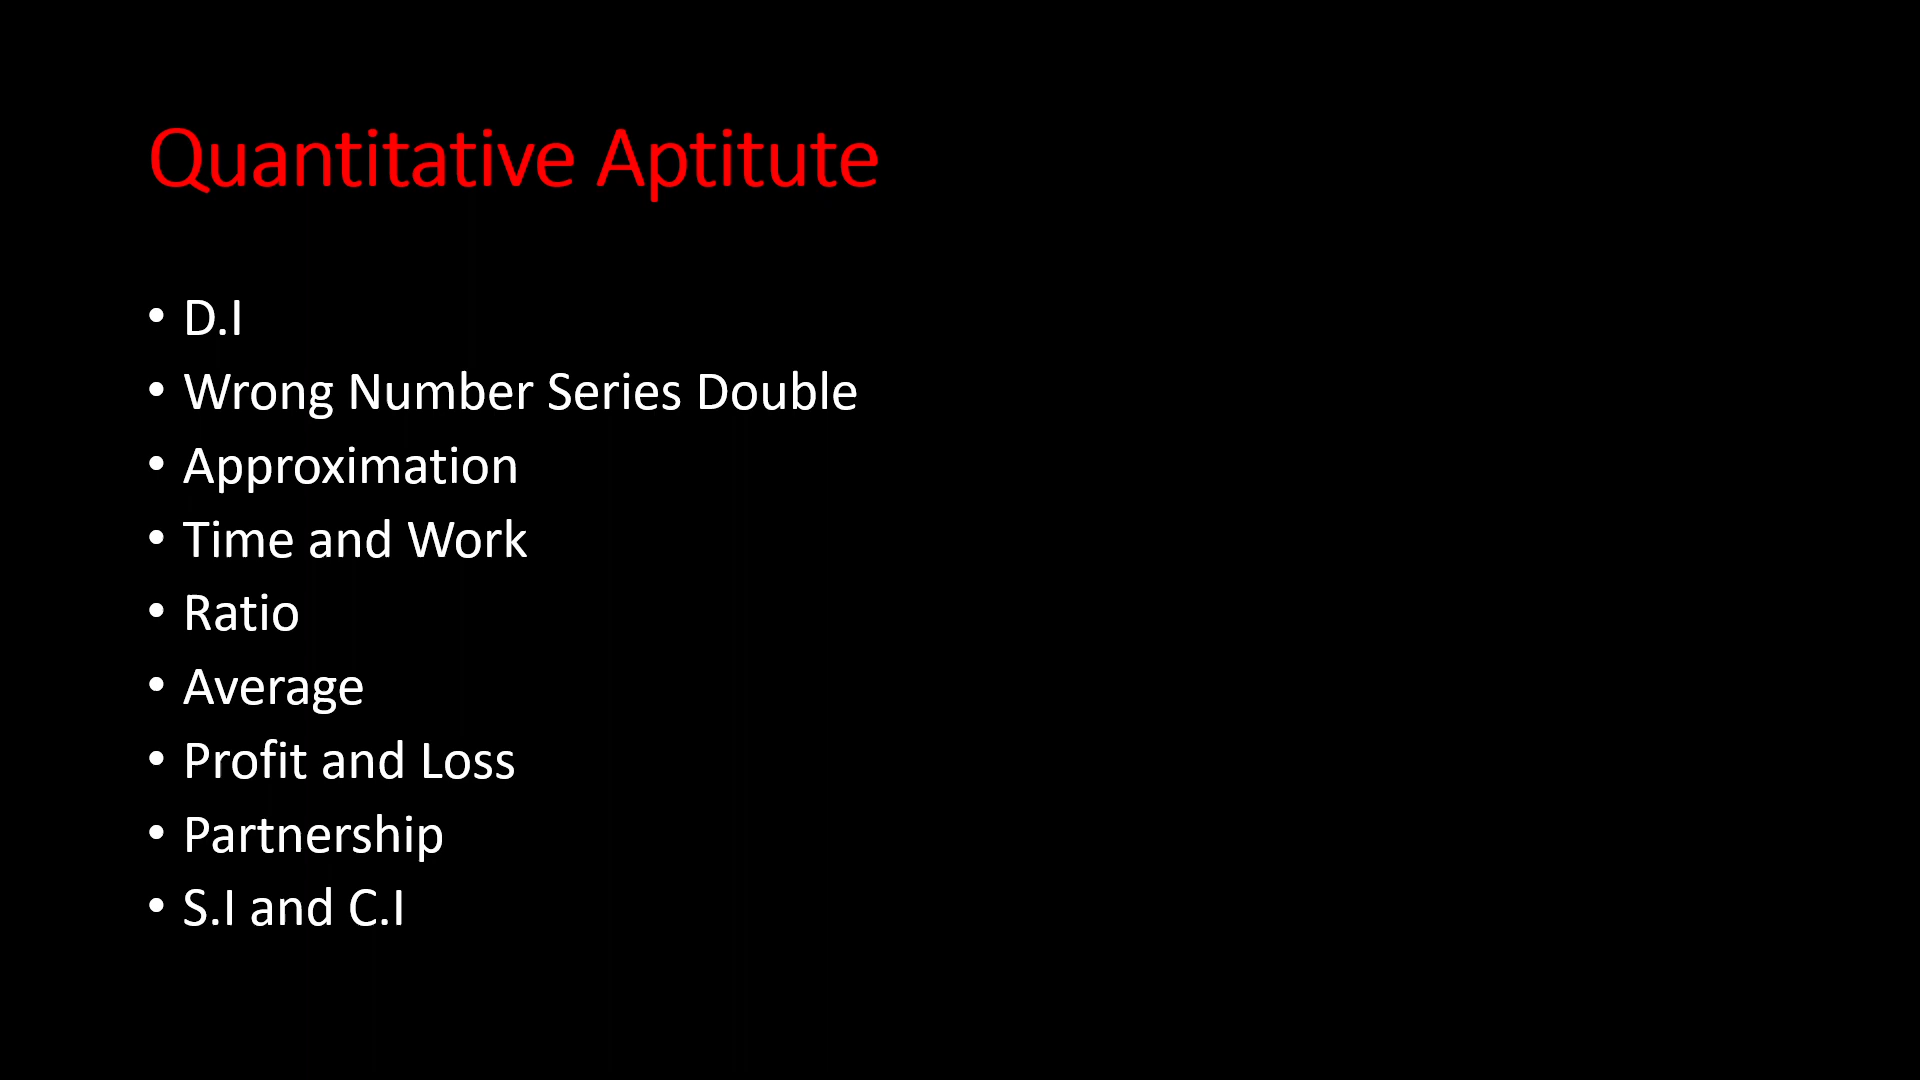 Quantitative Aptitute
• D.I
• Wrong Number Series Double
• Approximation
• Time and Work
• Ratio
• Average
• Profit and Loss
• Partnership
• S.I and C.I